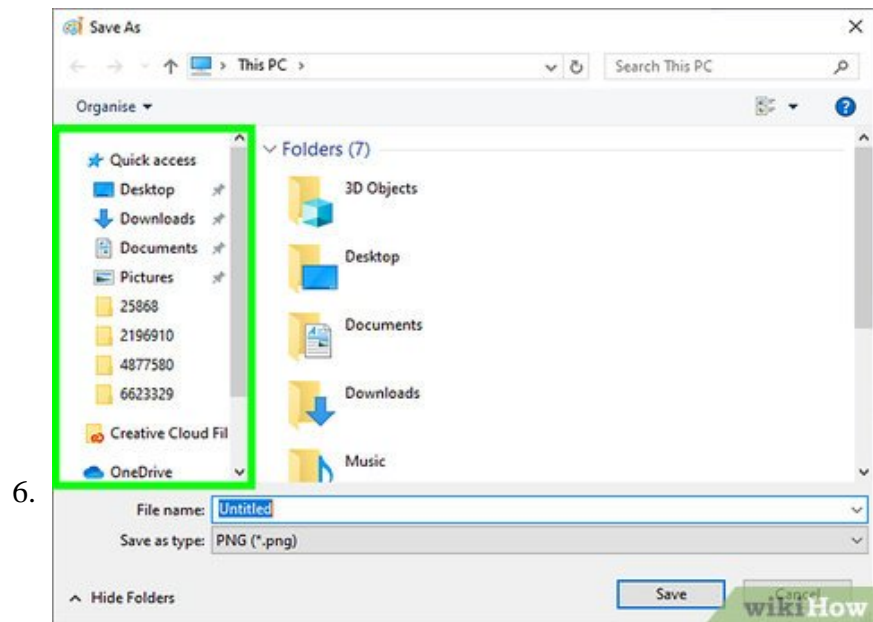 Save As
This PC
Search This PC
Organise
Quick access
Desktop
Downloads
Documents
Pictures
25868
2196910
4877580
6623329
Creative Cloud Fil
OneDrive
Folders (7)
3D Objects
Desktop
Documents
Downloads
Music
6.
File name: Untitled
Save as type: PNG (*.png)
Hide Folders
Save
Cancel
wikiHow